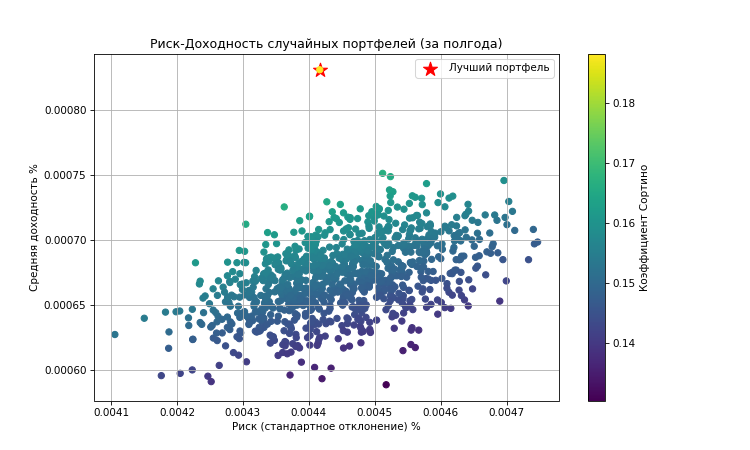 Риск-Доходность случайных портфелей (за полгода)
Лучший портфель
Средняя доходность %
0.00080
0.00075
0.00070
0.00065
0.00060
0.0041 0.0042 0.0043 0.0044 0.0045 0.0046 0.0047
Риск (стандартное отклонение) %
0.18
0.17
0.16
0.15
0.14
Коэффициент Сортино